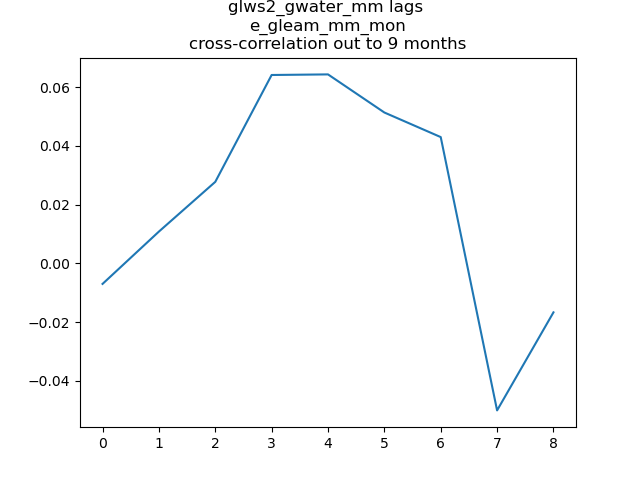 glws2_gwater_mm lags
e_gleam_mm_mon
cross-correlation out to 9 months
0.06
0.04
0.02
0.00
−0.02
−0.04
0 1 2 3 4 5 6 7 8